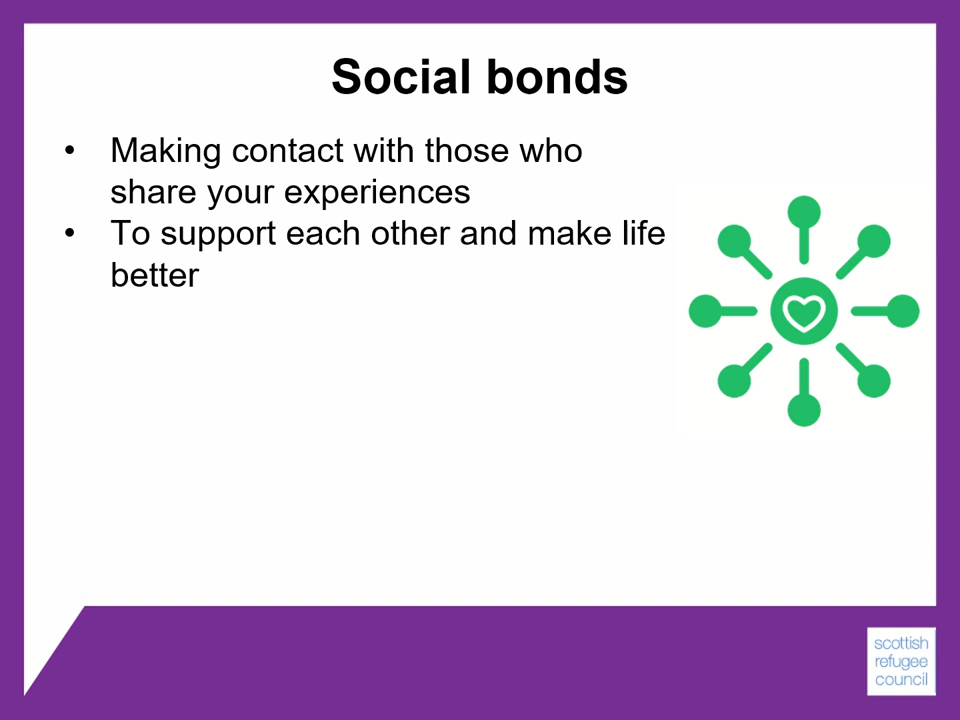 Social bonds
• Making contact with those who
share your experiences
• To support each other and make life
better
scottish
refugee
council